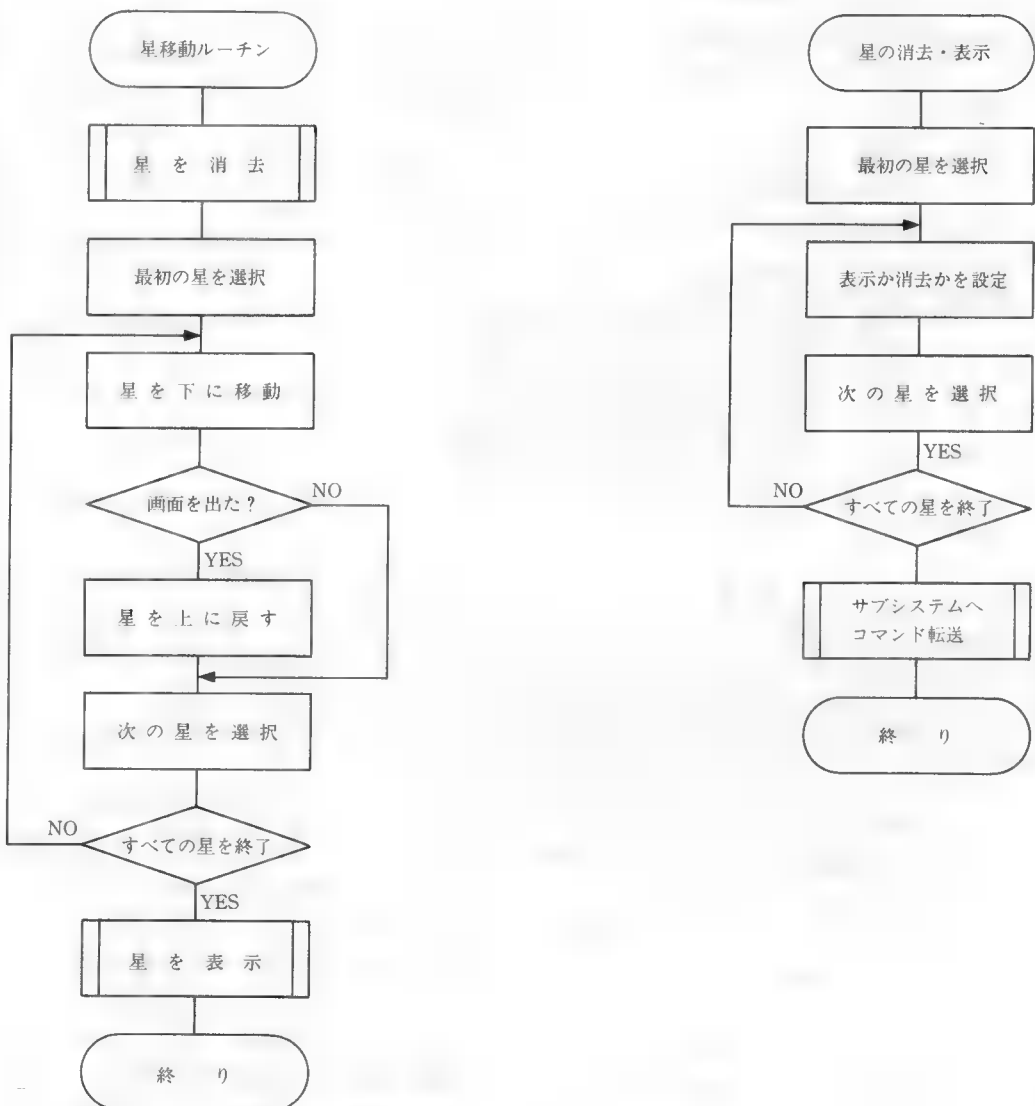 星移動ルーチン
星を消去
最初の星を選択
星を下に移動
画面を出た?
NO
YES
星を上に戻す
次の星を選択
NO
すべての星を終了
YES
星を表示
終り
星の消去・表示
最初の星を選択
表示か消去かを設定
次の星を選択
YES
NO
すべての星を終了
サブシステムへ
コマンド転送
終り